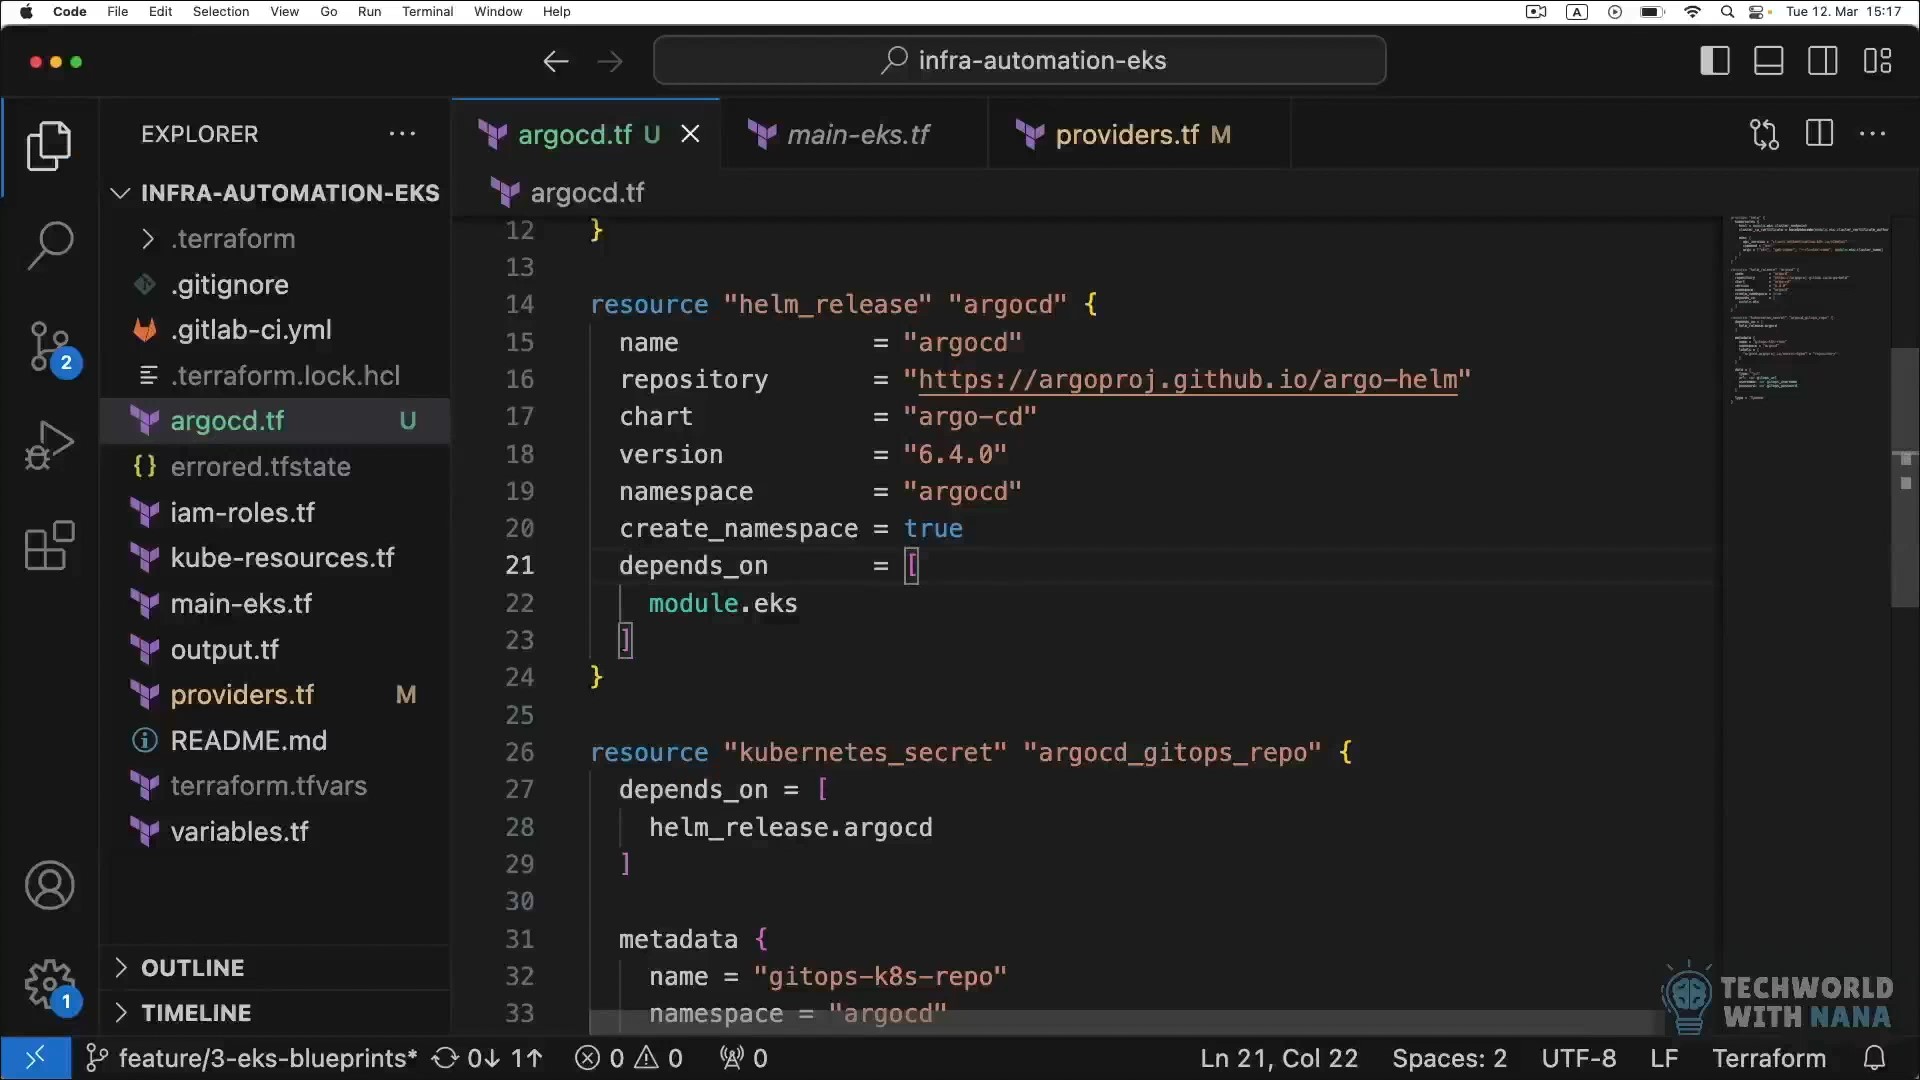 Code File Edit Selection View Go Run Terminal Window Help A Tue 12. Mar 15:17
infra-automation-eks
EXPLORER ...
argocd.tf U
main-eks.tf
providers.tf M
INFRA-AUTOMATION-EKS
argocd.tf
.terraform
.gitignore
.gitlab-ci.yml
.terraform.lock.hcl
argocd.tf U
errored.tfstate
iam-roles.tf
kube-resources.tf
main-eks.tf
output.tf
providers.tf M
README.md
terraform.tfvars
variables.tf
OUTLINE
TIMELINE
2
1
12 }
13
14 resource "helm_release" "argocd" {
15 name = "argocd"
16 repository = "https://argoproj.github.io/argo-helm"
17 chart = "argo-cd"
18 version = "6.4.0"
19 namespace = "argocd"
20 create_namespace = true
21 depends_on = [
22 module.eks
23 ]
24 }
25
26 resource "kubernetes_secret" "argocd_gitops_repo" {
27 depends_on = [
28 helm_release.argocd
29 ]
30
31 metadata {
32 name = "gitops-k8s-repo"
33 namespace = "argocd"
TECHWORLD
WITH NANA
feature/3-eks-blueprints* 0↓ 1↑ 0 0 0 Ln 21, Col 22 Spaces: 2 UTF-8 LF Terraform